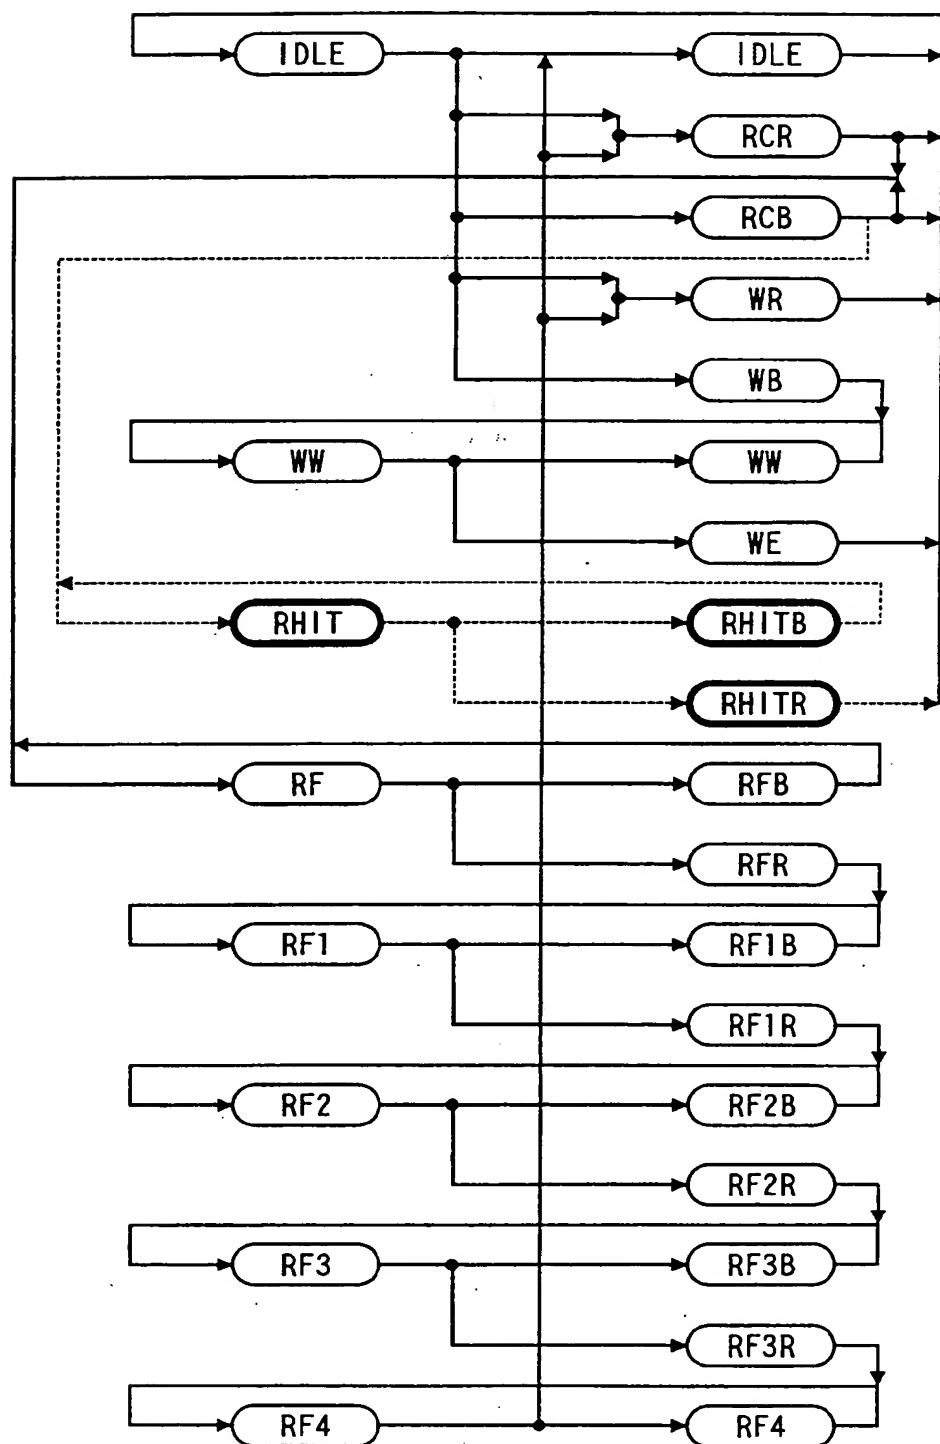 IDLE IDLE
RCR
RCB
WR
WB
WW WW
WE
RHIT RHITB
RHITR
RF RFB
RFR
RF1 RF1B
RF1R
RF2 RF2B
RF2R
RF3 RF3B
RF3R
RF4 RF4